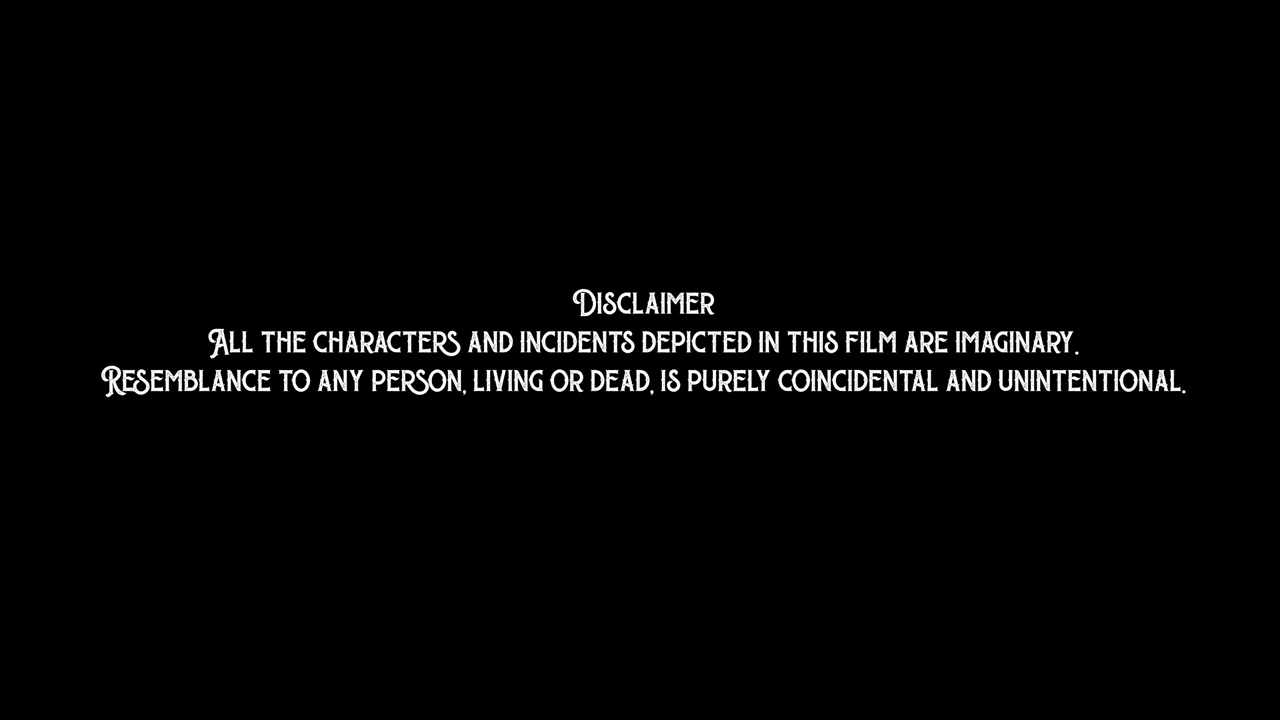 Disclaimer
All the characters and incidents depicted in this film are imaginary.
Resemblance to any person, living or dead, is purely coincidental and unintentional.